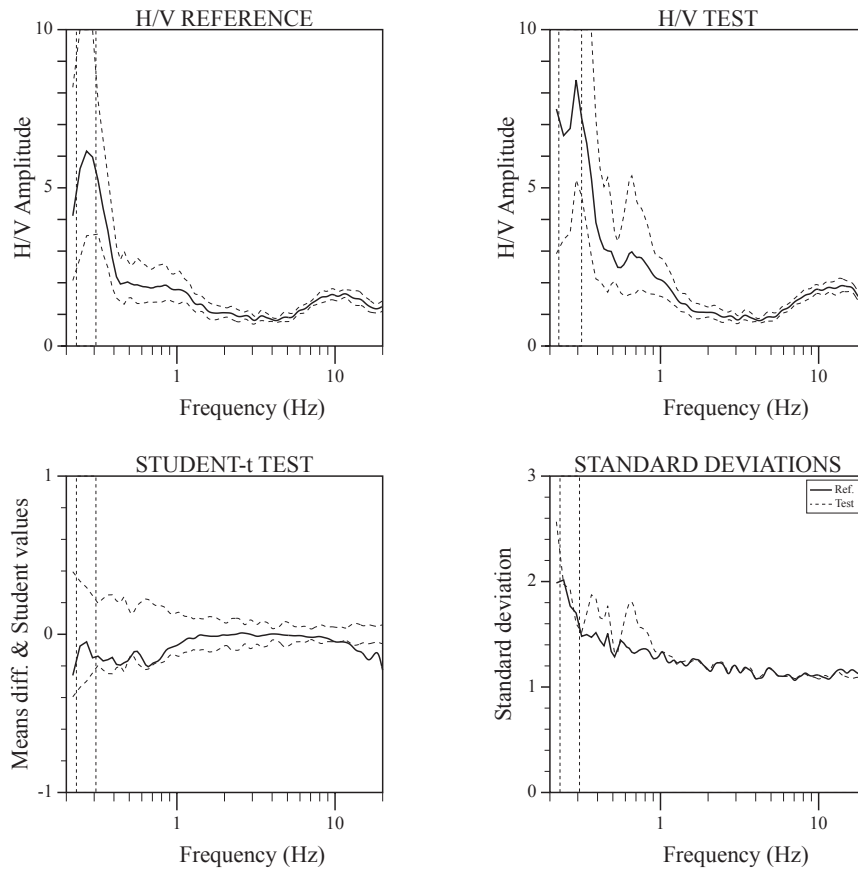 H/V REFERENCE
10
5
0
H/V Amplitude
1
10
Frequency (Hz)
H/V TEST
10
5
0
H/V Amplitude
1
10
Frequency (Hz)
STUDENT-t TEST
1
0
-1
Means diff. & Student values
1
10
Frequency (Hz)
STANDARD DEVIATIONS
3
2
1
0
Standard deviation
Ref.
Test
1
10
Frequency (Hz)